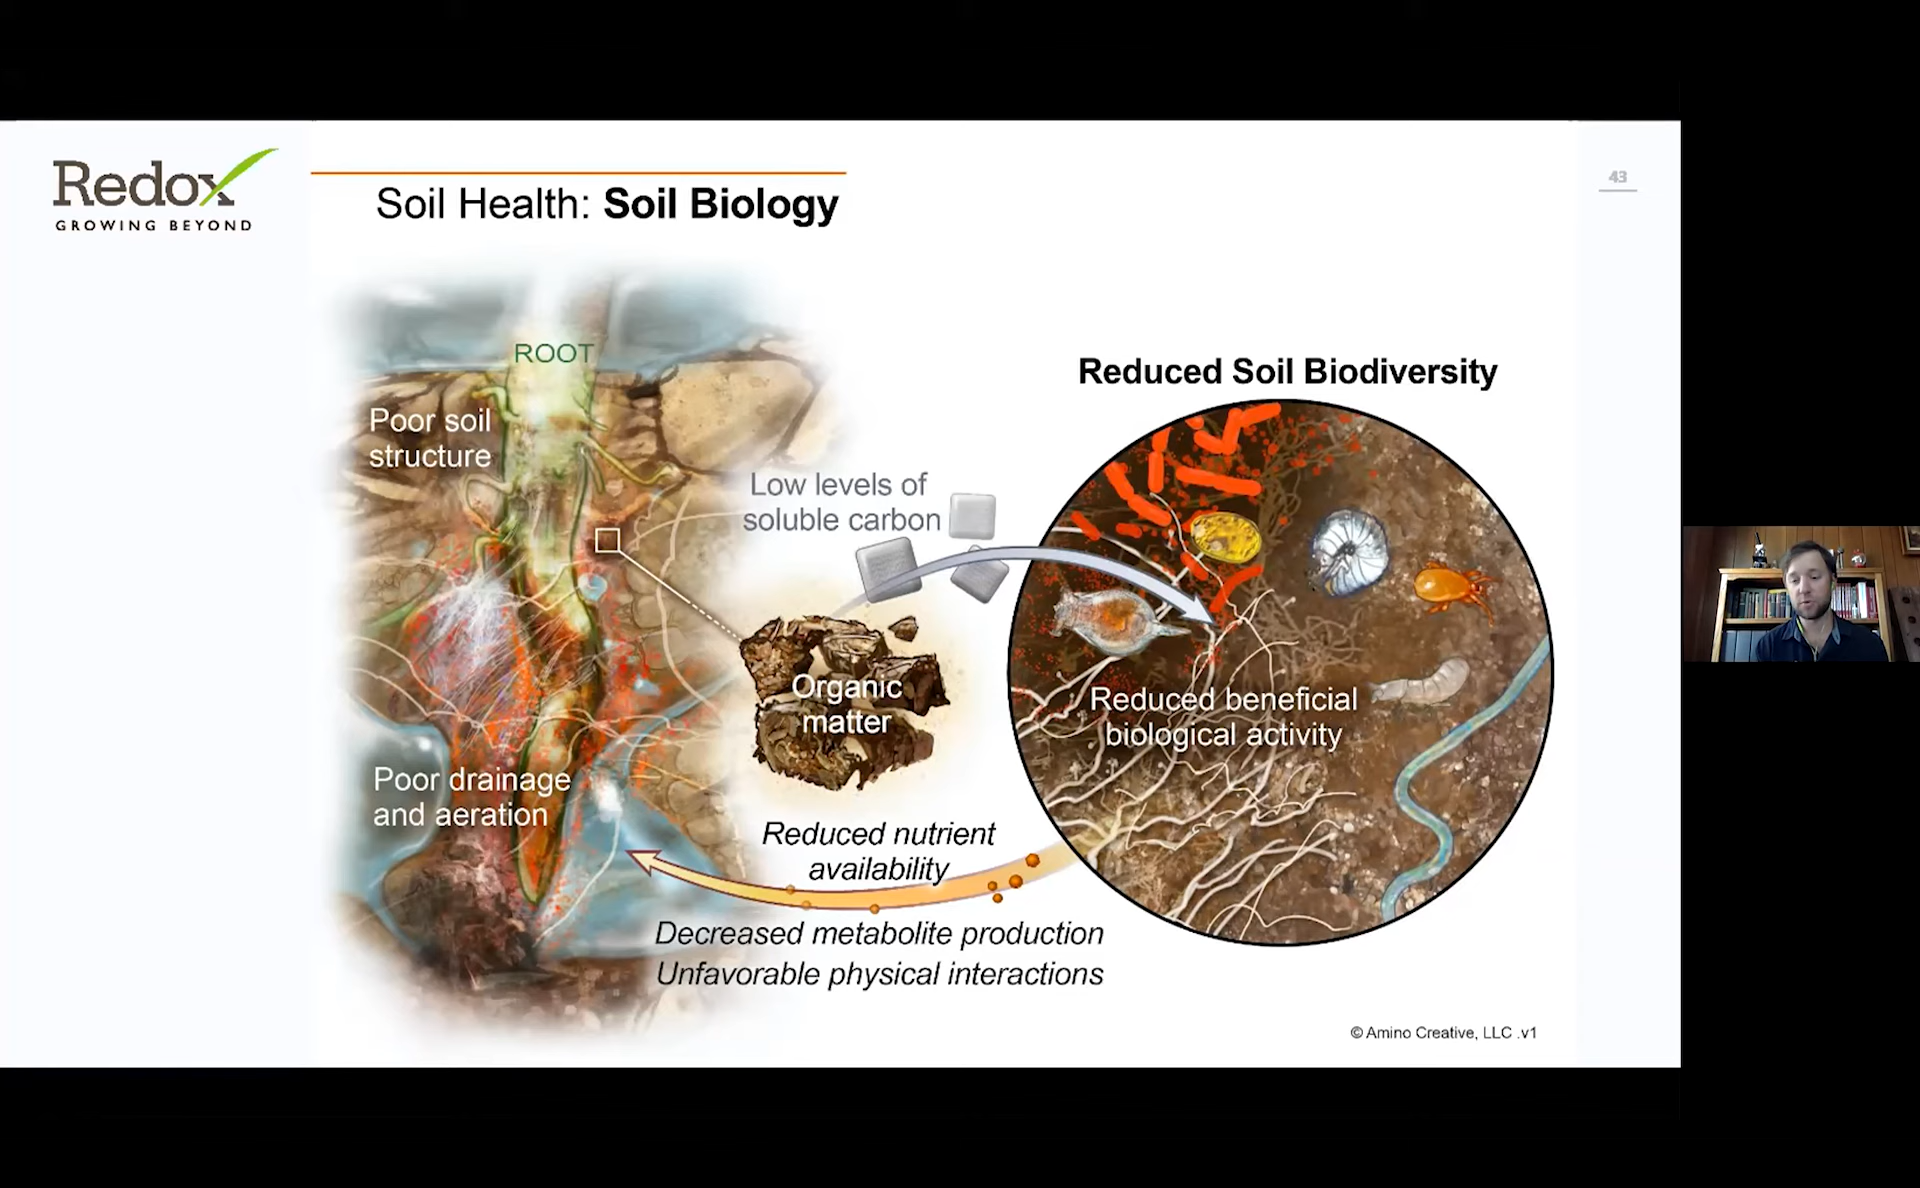 Redox
GROWING BEYOND
Soil Health: Soil Biology
43
ROOT
Poor soil
structure
Low levels of
soluble carbon
Reduced Soil Biodiversity
Organic
matter
Reduced beneficial
biological activity
Poor drainage
and aeration
Reduced nutrient
availability
Decreased metabolite production
Unfavorable physical interactions
© Amino Creative, LLC .v1